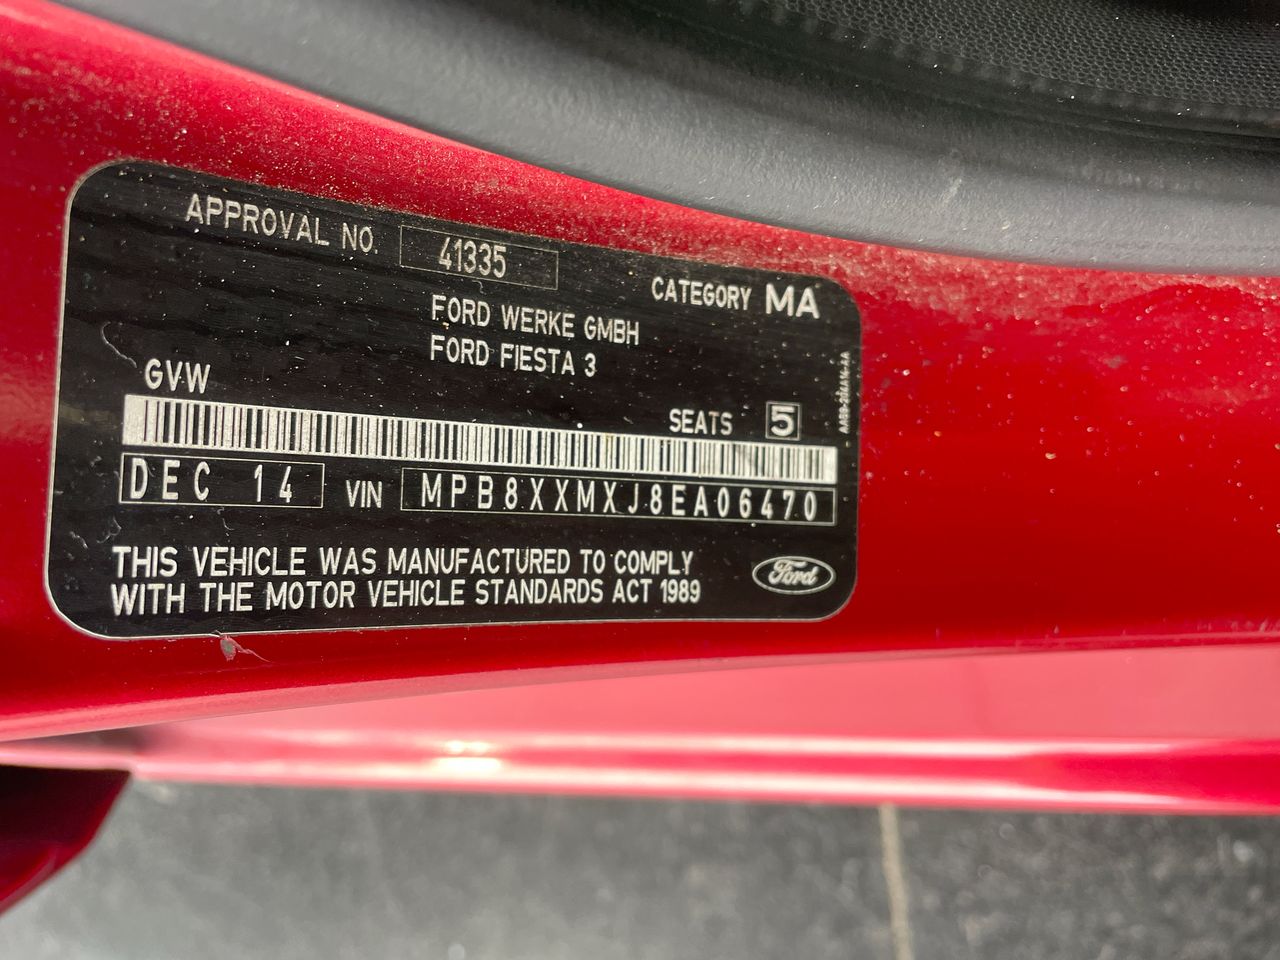 APPROVAL NO. 41335
CATEGORY MA
FORD WERKE GMBH
FORD FIESTA 3
GVW
SEATS 5
DEC 14 VIN MPB8XXMXJ8EA06470
THIS VEHICLE WAS MANUFACTURED TO COMPLY
WITH THE MOTOR VEHICLE STANDARDS ACT 1989
Ford